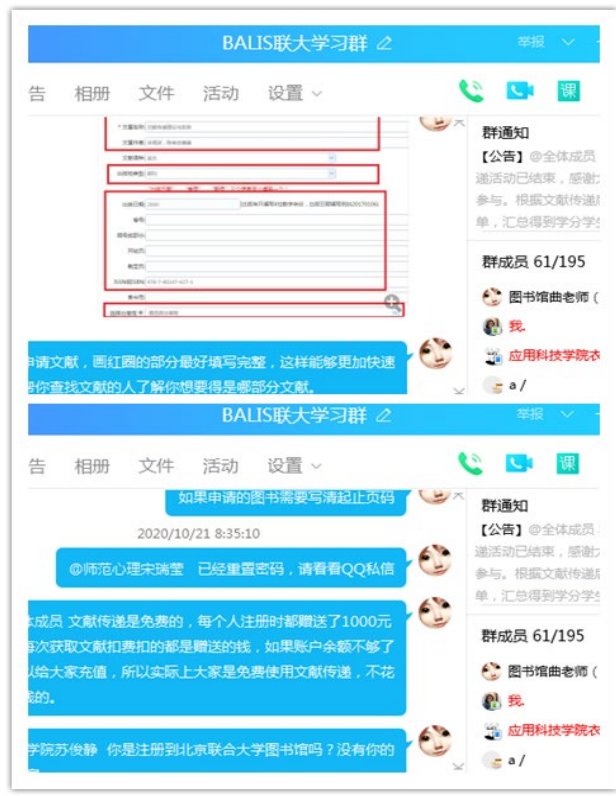 BALIS联大学习群
举报
告 相册 文件 活动 设置
课
群通知
【公告】@全体成员
递活动已结束，感谢
参与。根据文献传递
单，汇总得到学分学
群成员 61/195
图书馆曲老师（
我.
应用科技学院衣
a /
申请文献，画红圈的部分最好填写完整，这样能够更加快速
帮你查找文献的人了解你想要得是哪部分文献。
BALIS联大学习群
举报
告 相册 文件 活动 设置
课
如果申请的图书需要写清起止页码
2020/10/21 8:35:10
@师范心理宋瑞莹 已经重置密码，请看看QQ私信
体成员 文献传递是免费的，每个人注册时都赠送了1000元
每次获取文献扣费扣的都是赠送的钱，如果账户余额不够了
以给大家充值，所以实际上大家是免费使用文献传递，不花
钱的。
学院苏俊静 你是注册到北京联合大学图书馆吗？没有你的
群通知
【公告】@全体成员
递活动已结束，感谢
参与。根据文献传递
单，汇总得到学分学
群成员 61/195
图书馆曲老师（
我.
应用科技学院衣
a /